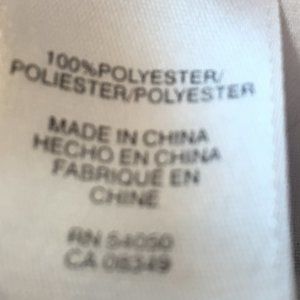 100%POLYESTER/
POLIESTER/POLYESTER
MADE IN CHINA
HECHO EN CHINA
FABRIQUÉ EN
CHINE
RN 54050
CA 08349